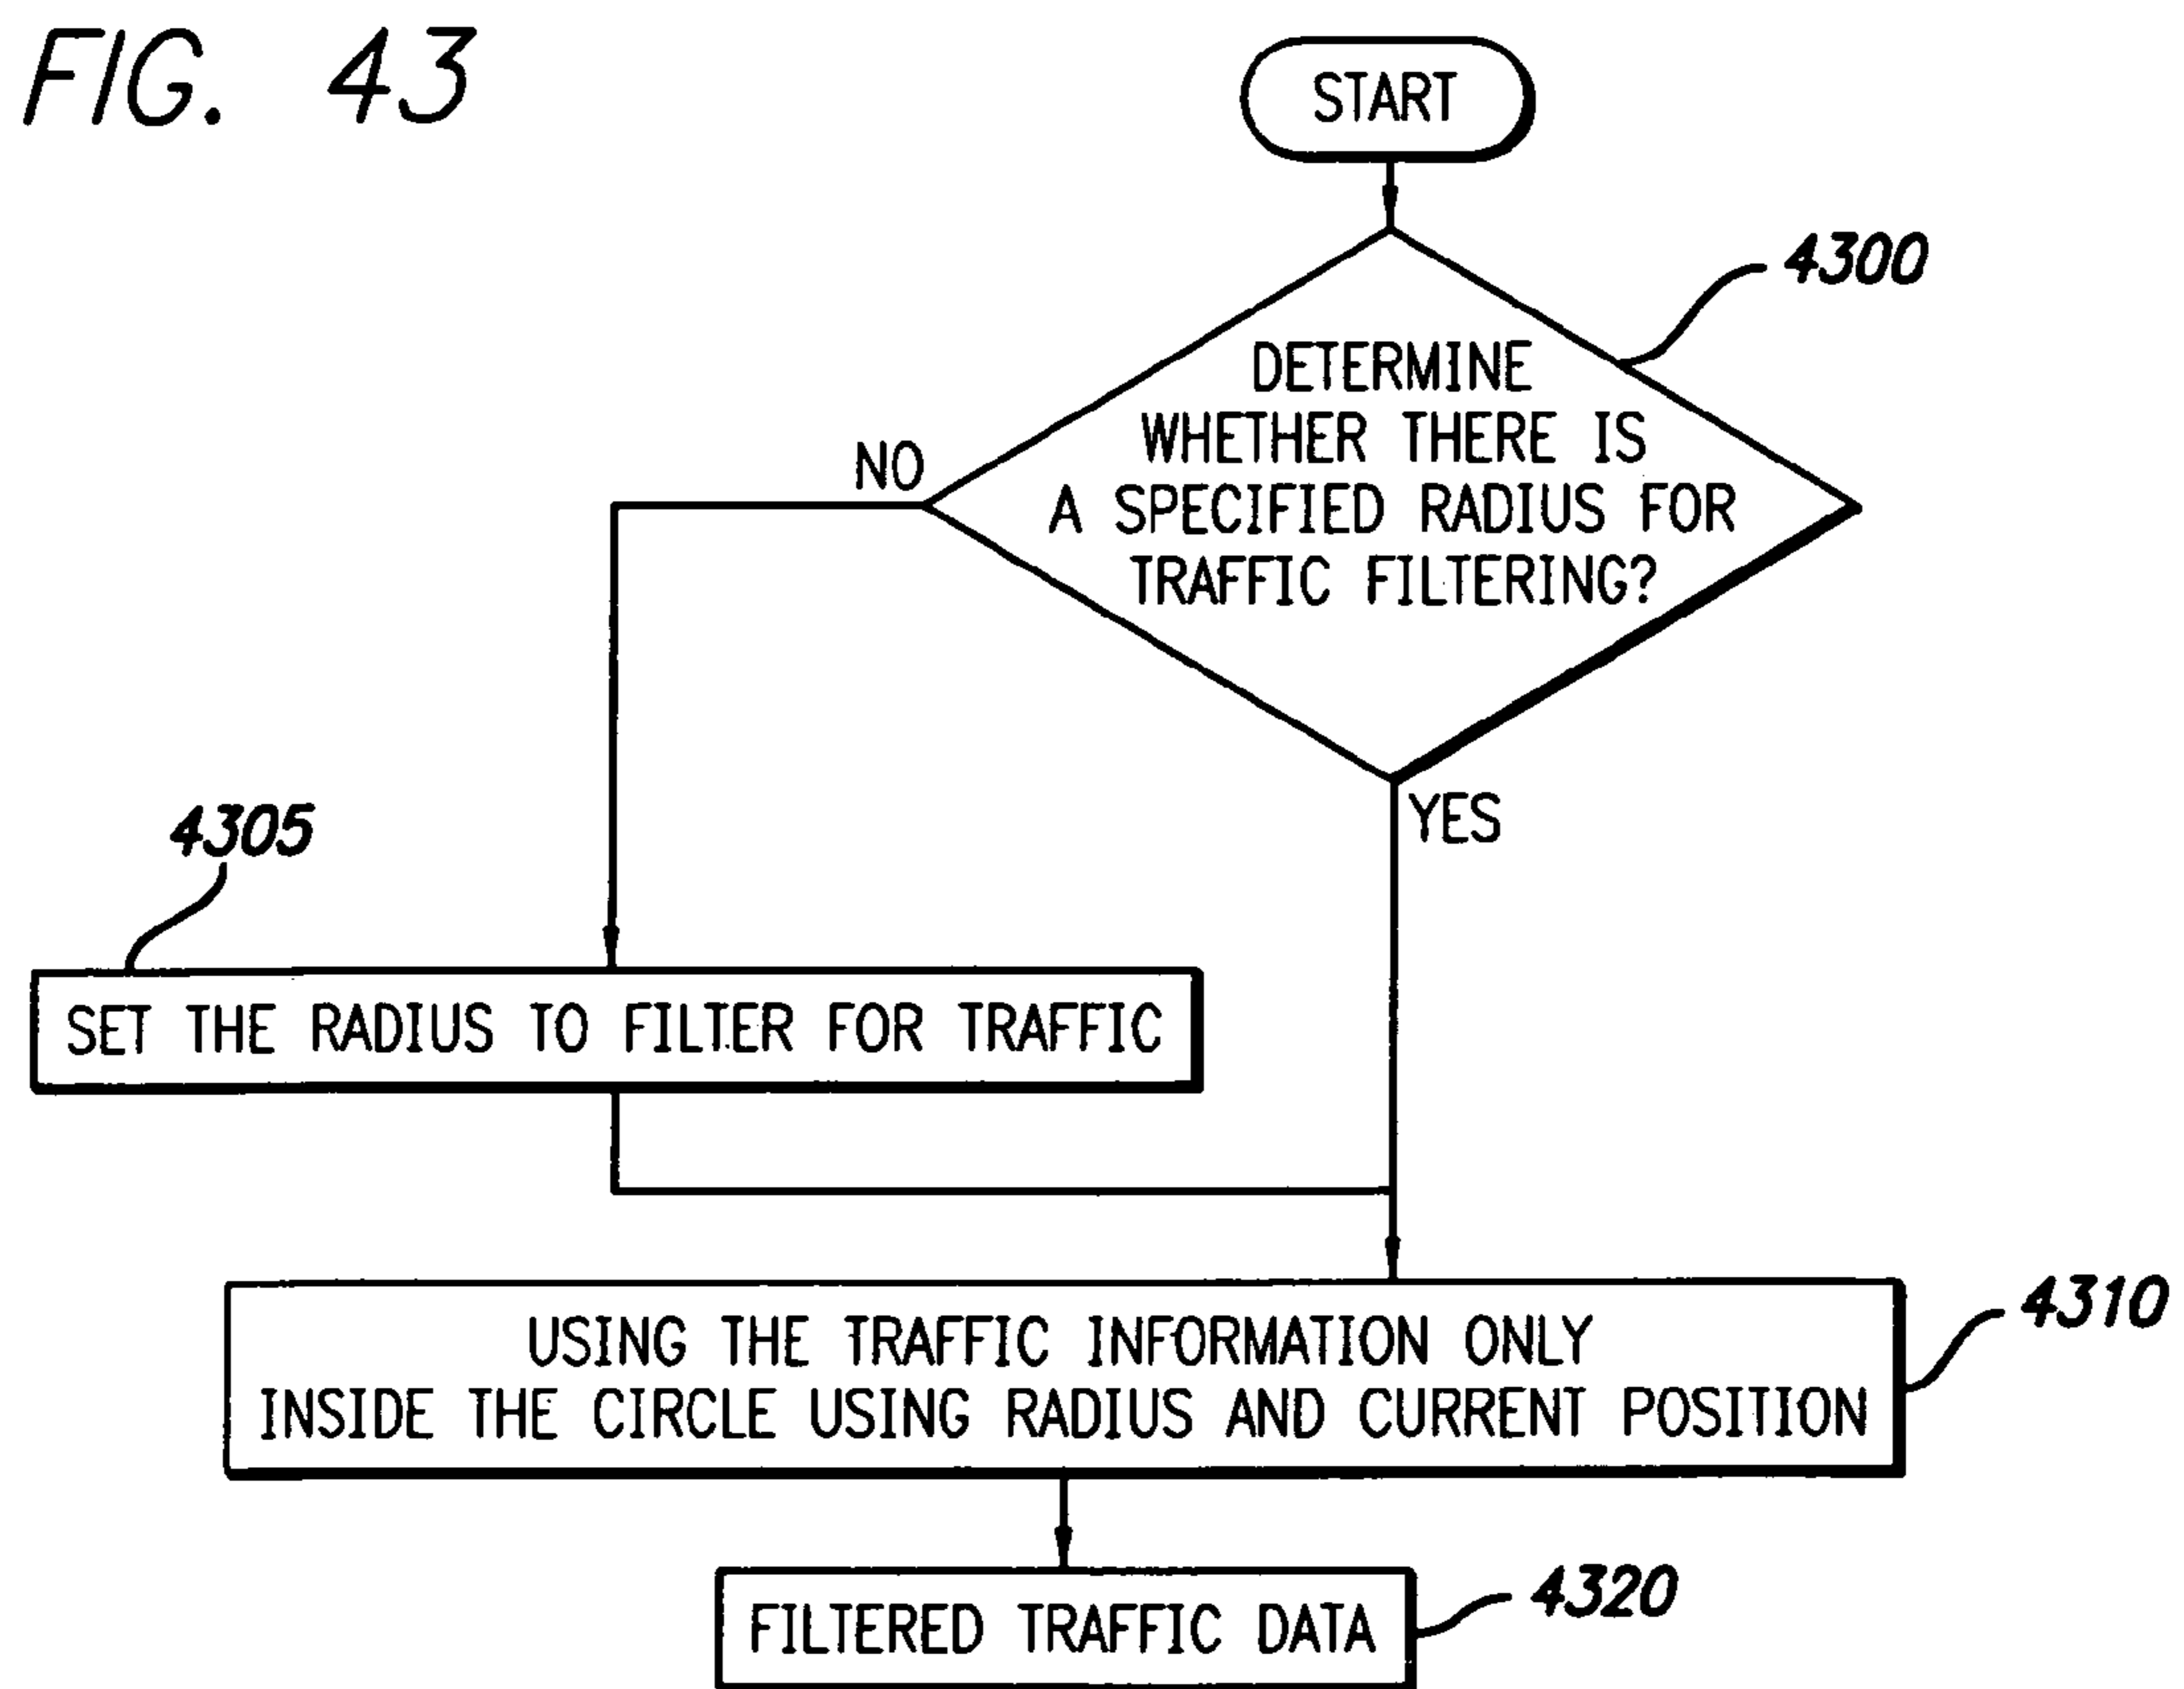 FIG. 43
START
4300
DETERMINE
WHETHER THERE IS
A SPECIFIED RADIUS FOR
TRAFFIC FILTERING?
NO
YES
4305
SET THE RADIUS TO FILTER FOR TRAFFIC
4310
USING THE TRAFFIC INFORMATION ONLY
INSIDE THE CIRCLE USING RADIUS AND CURRENT POSITION
4320
FILTERED TRAFFIC DATA